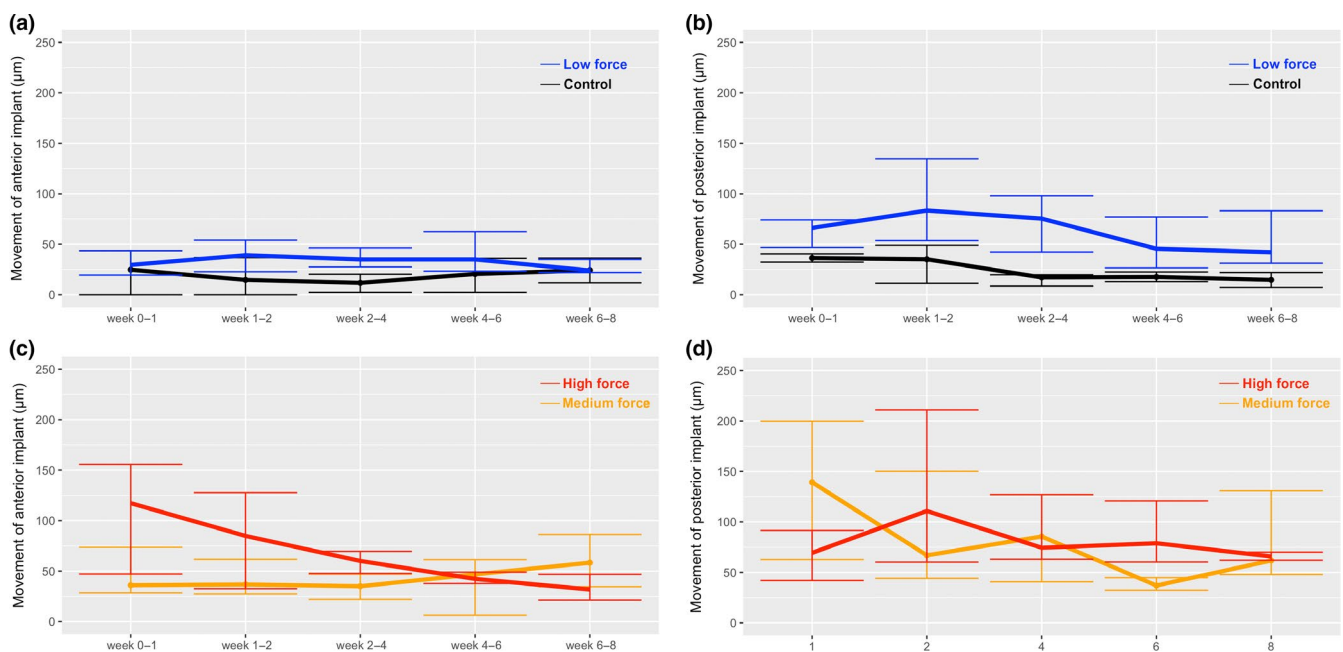 (a)
Movement of anterior implant (μm)
250
200
150
100
50
0
Low force
Control
week 0–1
week 1–2
week 2–4
week 4–6
week 6–8
(b)
Movement of posterior implant (μm)
250
200
150
100
50
0
Low force
Control
week 0–1
week 1–2
week 2–4
week 4–6
week 6–8
(c)
Movement of anterior implant (μm)
250
200
150
100
50
0
High force
Medium force
week 0–1
week 1–2
week 2–4
week 4–6
week 6–8
(d)
Movement of posterior implant (μm)
250
200
150
100
50
0
High force
Medium force
1
2
4
6
8